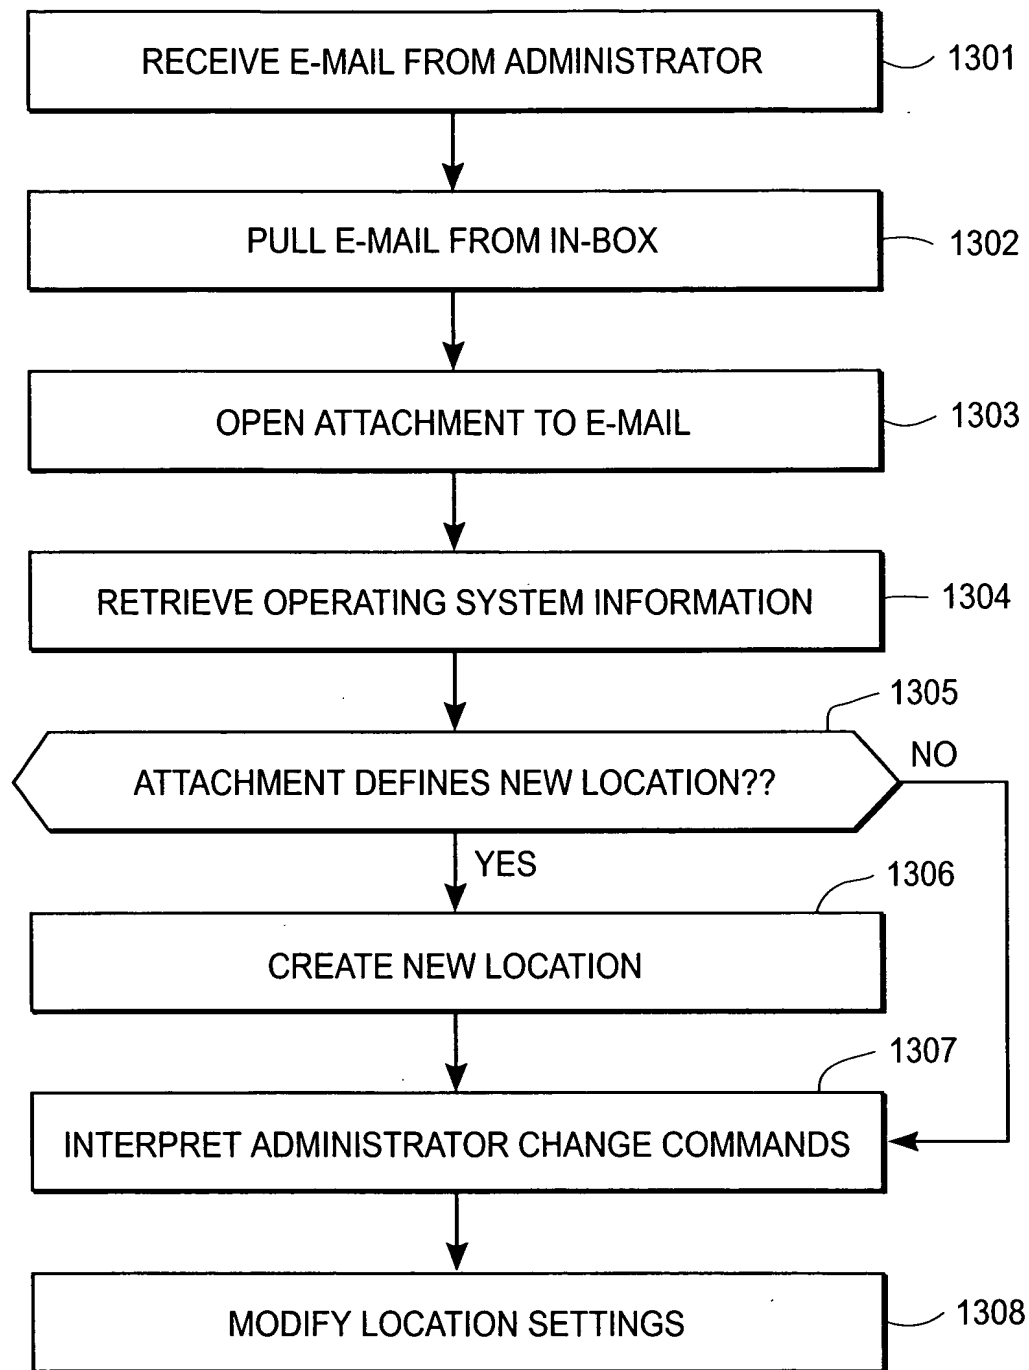 RECEIVE E-MAIL FROM ADMINISTRATOR
1301
PULL E-MAIL FROM IN-BOX
1302
OPEN ATTACHMENT TO E-MAIL
1303
RETRIEVE OPERATING SYSTEM INFORMATION
1304
1305
ATTACHMENT DEFINES NEW LOCATION??
NO
YES
1306
CREATE NEW LOCATION
1307
INTERPRET ADMINISTRATOR CHANGE COMMANDS
MODIFY LOCATION SETTINGS
1308